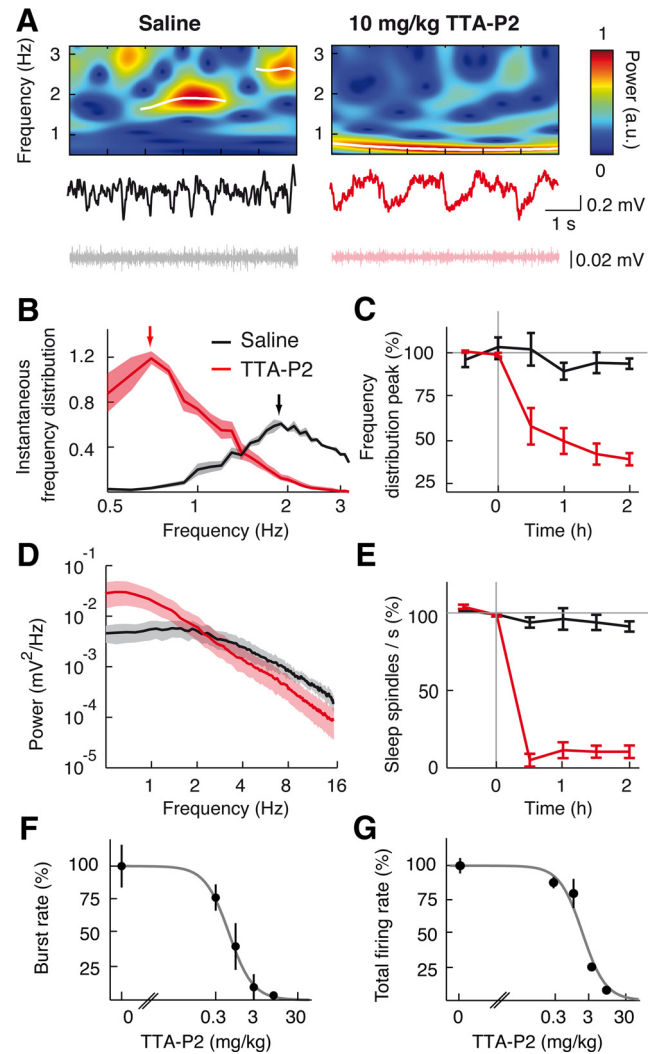 A
Saline
10 mg/kg TTA-P2
Frequency (Hz)
3
2
1
1
0
Power (a.u.)
0.2 mV
1 s
0.02 mV
B
Saline
TTA-P2
Instantaneous
frequency distribution
1.2
0.8
0.4
0.5
1
2
3
Frequency (Hz)
C
Frequency
distribution peak (%)
100
75
50
25
0
1
2
Time (h)
D
Power (mV2/Hz)
10-1
10-2
10-3
10-4
10-5
1
2
4
8
16
Frequency (Hz)
E
Sleep spindles / s (%)
100
50
0
0
1
2
Time (h)
F
Burst rate (%)
100
75
50
25
0
0.3
3
30
TTA-P2 (mg/kg)
G
Total firing rate (%)
100
75
50
25
0
0.3
3
30
TTA-P2 (mg/kg)